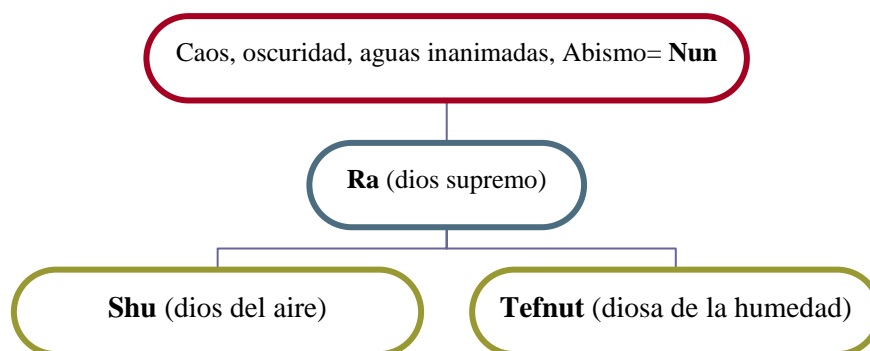 Caos, oscuridad, aguas inanimadas, Abismo= Nun
Ra (dios supremo)
Shu (dios del aire)
Tefnut (diosa de la humedad)